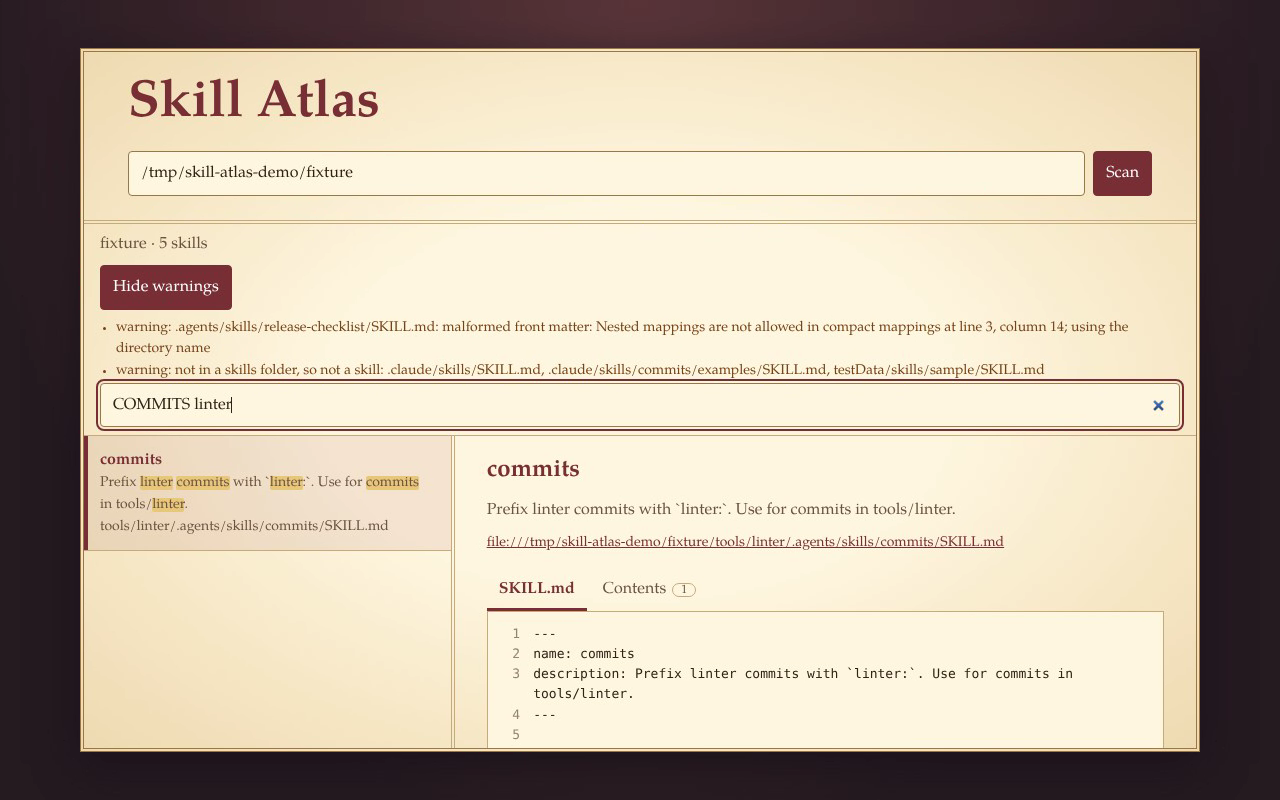 Skill Atlas
/tmp/skill-atlas-demo/fixture
Scan
fixture · 5 skills
Hide warnings
• warning: .agents/skills/release-checklist/SKILL.md: malformed front matter: Nested mappings are not allowed in compact mappings at line 3, column 14; using the
directory name
• warning: not in a skills folder, so not a skill: .claude/skills/SKILL.md, .claude/skills/commits/examples/SKILL.md, testData/skills/sample/SKILL.md
COMMITS linter
commits
Prefix linter commits with `linter:`. Use for commits
in tools/linter.
tools/linter/.agents/skills/commits/SKILL.md
commits
Prefix linter commits with `linter:`. Use for commits in tools/linter.
file:///tmp/skill-atlas-demo/fixture/tools/linter/.agents/skills/commits/SKILL.md
SKILL.md Contents 1
1 ---
2 name: commits
3 description: Prefix linter commits with `linter:`. Use for commits in
tools/linter.
4 ---
5